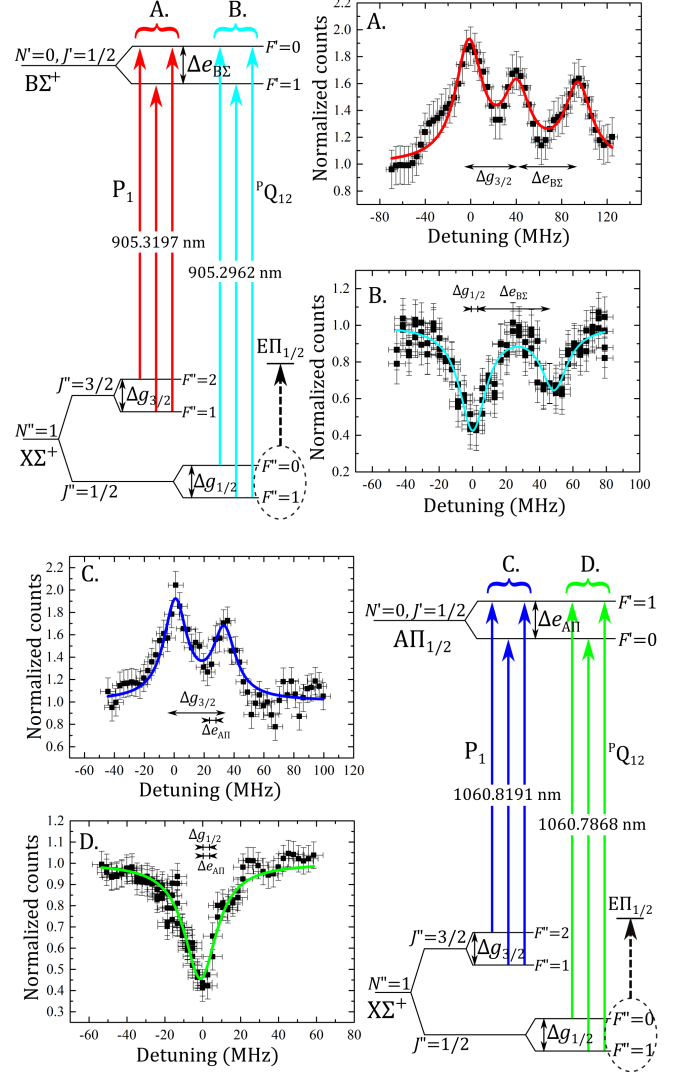 A.
B.
N'=0, J'=1/2
BΣ⁺
F'=0
F'=1
Δe_BΣ
P₁
ᴾQ₁₂
905.3197 nm
905.2962 nm
EΠ₁/₂
J"=3/2
F"=2
F"=1
Δg₃/₂
N"=1
XΣ⁺
J"=1/2
F"=0
F"=1
Δg₁/₂
A.
Normalized counts
2.2
2.0
1.8
1.6
1.4
1.2
1.0
0.8
Δg₃/₂
Δe_BΣ
-80 -40 0 40 80 120
Detuning (MHz)
B.
Normalized counts
Δg₁/₂
Δe_BΣ
1.2
1.0
0.8
0.6
0.4
0.2
-60 -40 -20 0 20 40 60 80 100
Detuning (MHz)
C.
Normalized counts
2.2
2.0
1.8
1.6
1.4
1.2
1.0
0.8
0.6
Δg₃/₂
Δe_AΠ
-60 -40 -20 0 20 40 60 80 100 120
Detuning (MHz)
D.
Normalized counts
Δg₁/₂
Δe_AΠ
1.2
1.1
1.0
0.9
0.8
0.7
0.6
0.5
0.4
0.3
-60 -40 -20 0 20 40 60 80
Detuning (MHz)
C.
D.
N'=0, J'=1/2
AΠ₁/₂
F'=1
F'=0
Δe_AΠ
P₁
ᴾQ₁₂
1060.8191 nm
1060.7868 nm
EΠ₁/₂
J"=3/2
F"=2
F"=1
Δg₃/₂
N"=1
XΣ⁺
J"=1/2
F"=0
F"=1
Δg₁/₂